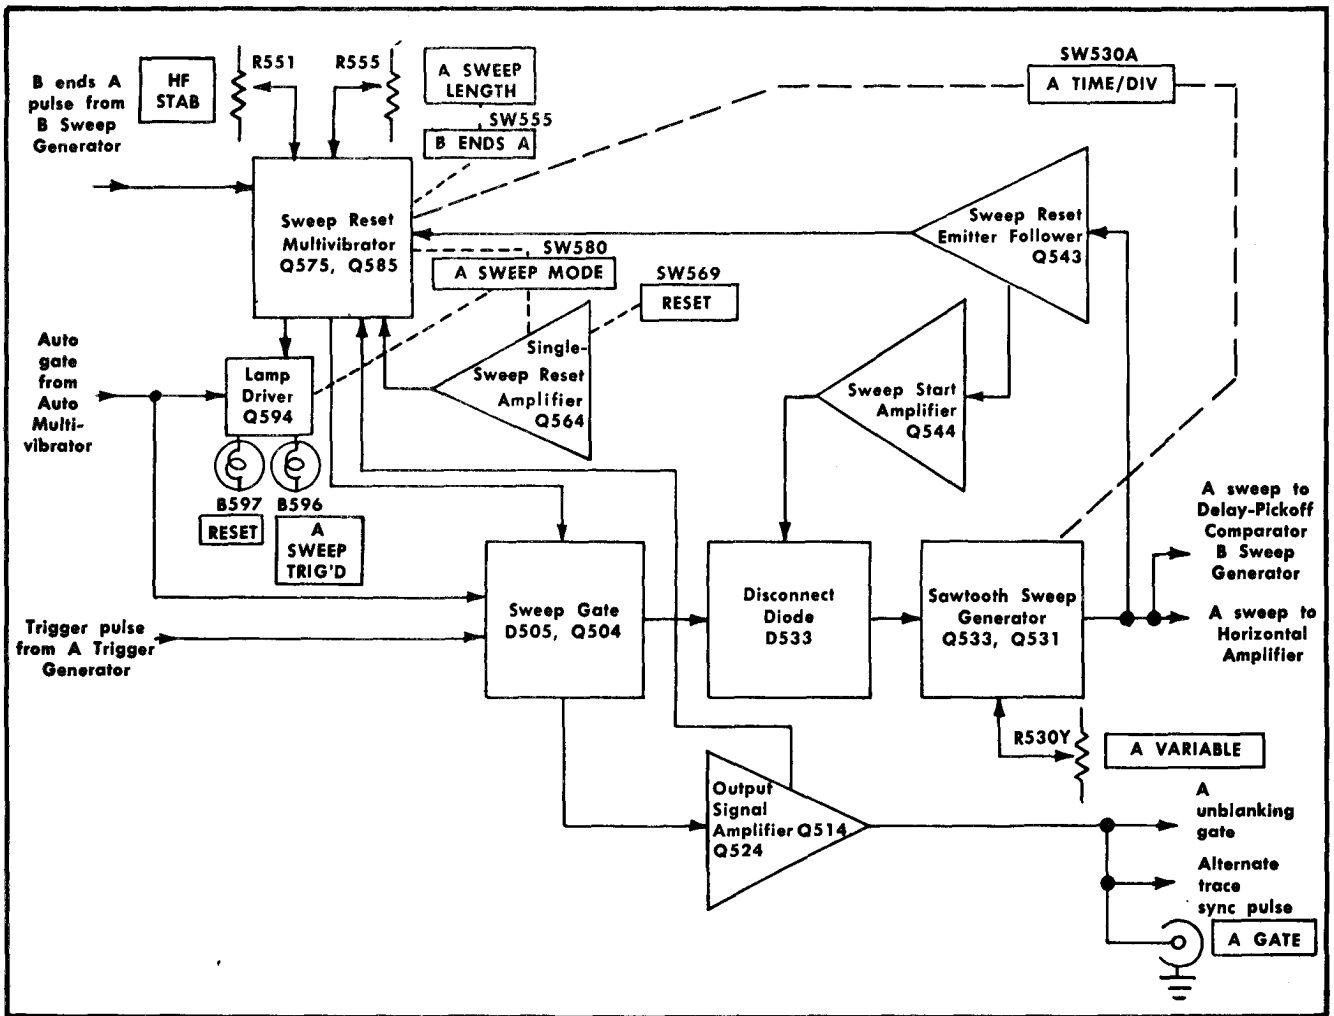 B ends A
pulse from
B Sweep
Generator
HF
STAB
R551
R555
A SWEEP
LENGTH
SW555
B ENDS A
SW530A
A TIME/DIV
Sweep Reset
Multivibrator
Q575, Q585
Sweep Reset
Emitter Follower
Q543
SW580
A SWEEP MODE
SW569
RESET
Auto
gate
from
Auto
Multi-
vibrator
Lamp
Driver
Q594
Single-
Sweep Reset
Amplifier
Q564
Sweep Start
Amplifier
Q544
B597
RESET
B596
A
SWEEP
TRIG'D
A sweep to
Delay-Pickoff
Comparator
B Sweep
Generator
Trigger pulse
from A Trigger
Generator
Sweep Gate
D505, Q504
Disconnect
Diode
D533
Sawtooth Sweep
Generator
Q533, Q531
A sweep to
Horizontal
Amplifier
R530Y
A VARIABLE
Output
Signal
Amplifier Q514
Q524
A
unblanking
gate
Alternate
trace
sync pulse
A GATE